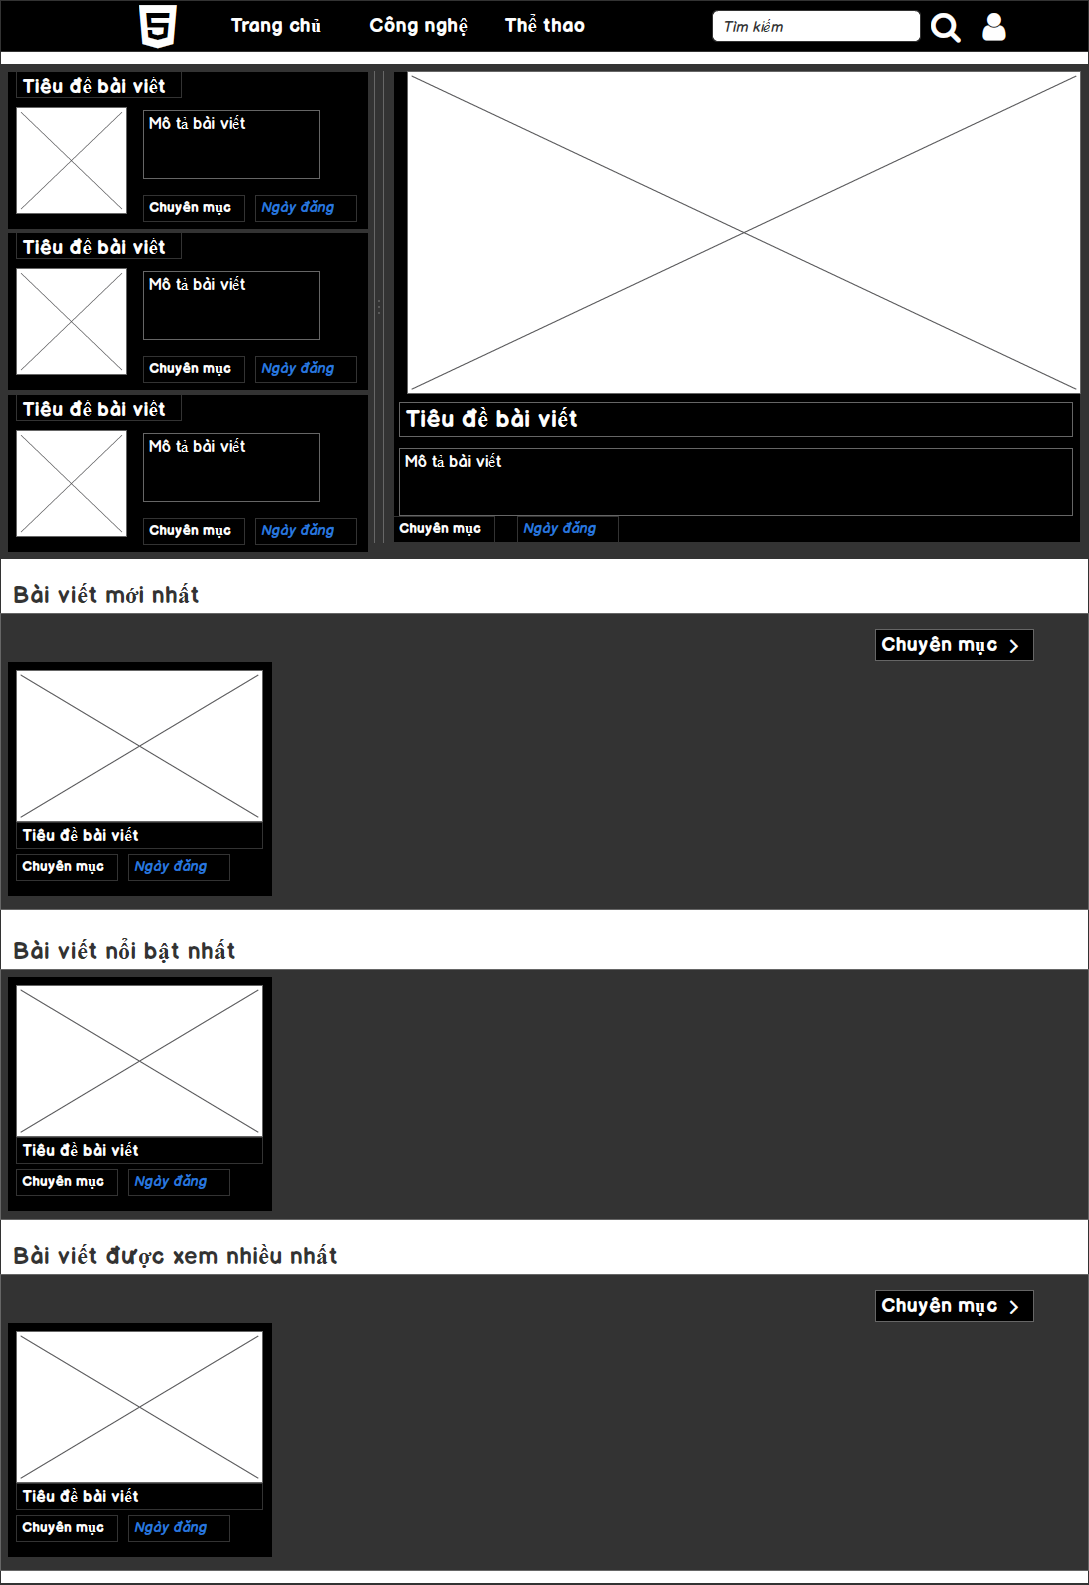 Trang chủ Công nghệ Thể thao Tìm kiếm
Tiêu đề bài viết
Mô tả bài viết
Chuyên mục Ngày đăng
Tiêu đề bài viết
Mô tả bài viết
Chuyên mục Ngày đăng
Tiêu đề bài viết
Mô tả bài viết
Chuyên mục Ngày đăng
Tiêu đề bài viết
Mô tả bài viết
Chuyên mục Ngày đăng
Bài viết mới nhất
Chuyên mục
Tiêu đề bài viết
Chuyên mục Ngày đăng
Bài viết nổi bật nhất
Tiêu đề bài viết
Chuyên mục Ngày đăng
Bài viết được xem nhiều nhất
Chuyên mục
Tiêu đề bài viết
Chuyên mục Ngày đăng